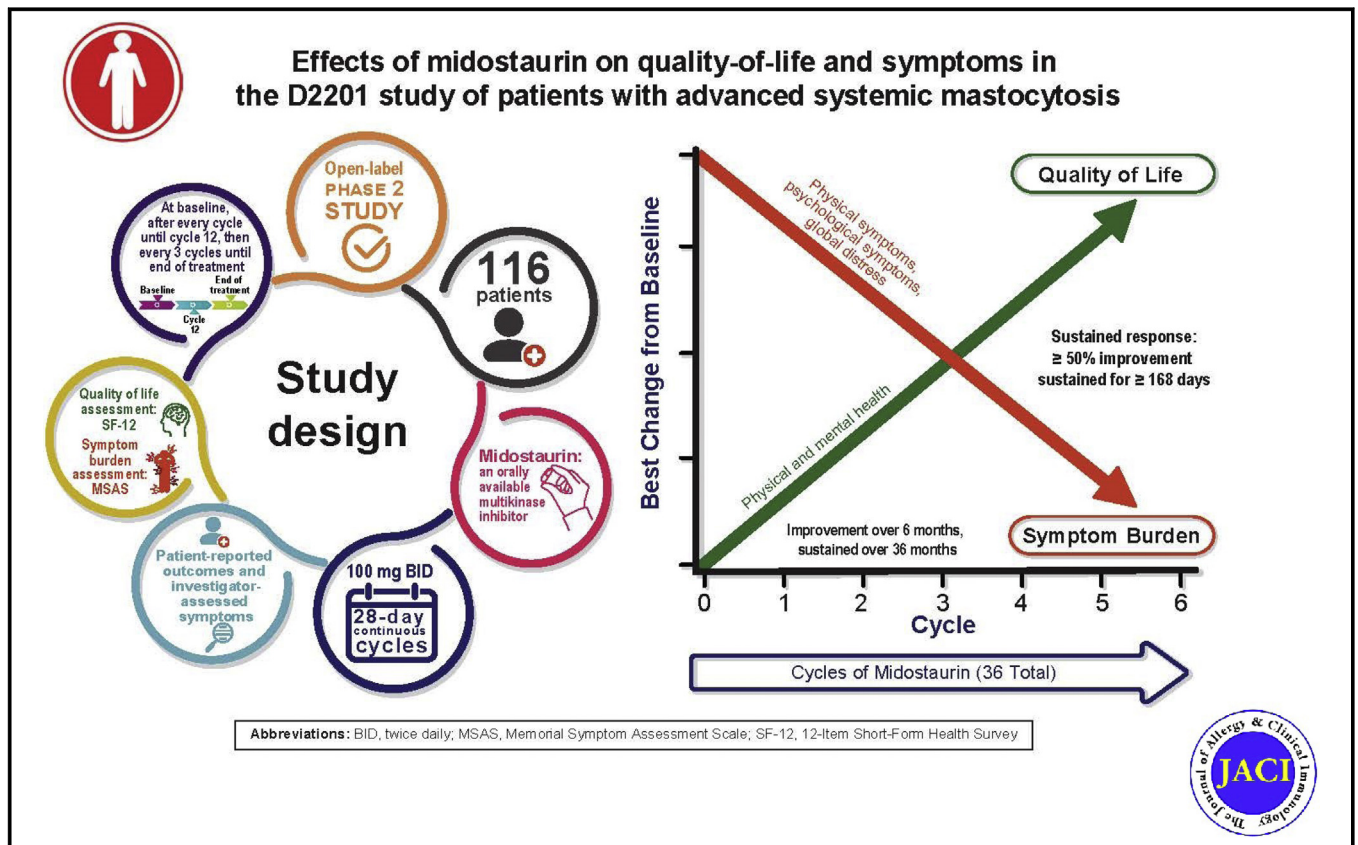 Effects of midostaurin on quality-of-life and symptoms in
the D2201 study of patients with advanced systemic mastocytosis
Open-label
PHASE 2
STUDY
116
patients
Midostaurin:
an orally
available
multikinase
inhibitor
100 mg BID
28-day
continuous
cycles
Patient-reported
outcomes and
investigator-
assessed
symptoms
Quality of life
assessment:
SF-12
Symptom
burden
assessment:
MSAS
At baseline,
after every cycle
until cycle 12, then
every 3 cycles until
end of treatment
Baseline
End of
treatment
Cycle
12
Study
design
Best Change from Baseline
Quality of Life
Physical symptoms,
psychological symptoms,
global distress
Physical and mental health
Sustained response:
≥ 50% improvement
sustained for ≥ 168 days
Improvement over 6 months,
sustained over 36 months
Symptom Burden
0 1 2 3 4 5 6
Cycle
Cycles of Midostaurin (36 Total)
Abbreviations: BID, twice daily; MSAS, Memorial Symptom Assessment Scale; SF-12, 12-Item Short-Form Health Survey
The Journal of Allergy & Clinical Immunology
JACI